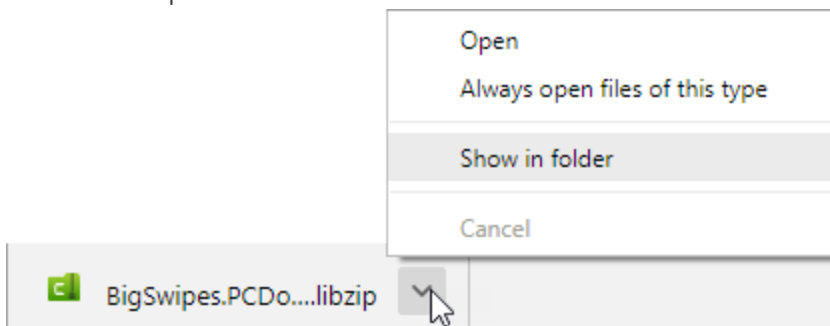 Open
Always open files of this type
Show in folder
Cancel
BigSwipes.PCDo....libzip